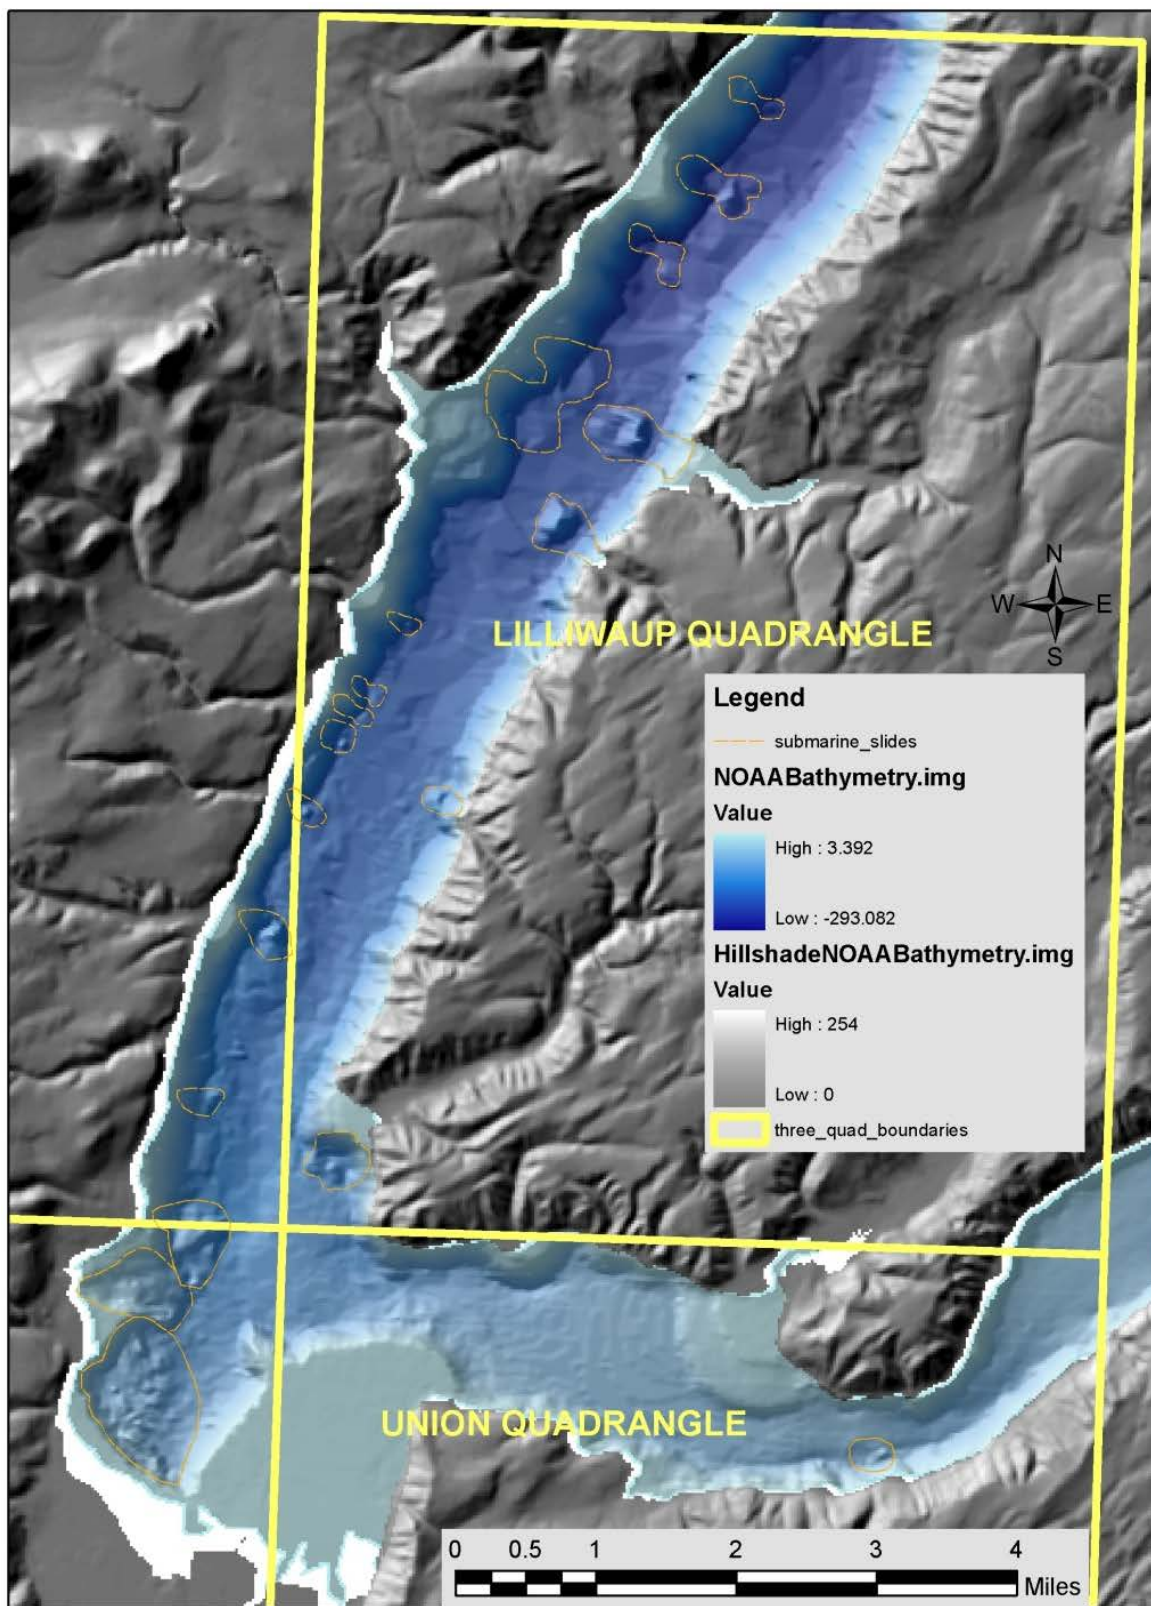 N
W E
S
LILLIWAUP QUADRANGLE
Legend
submarine_slides
NOAABathymetry.img
Value
High : 3.392
Low : -293.082
HillshadeNOAABathymetry.img
Value
High : 254
Low : 0
three_quad_boundaries
UNION QUADRANGLE
0 0.5 1 2 3 4
Miles